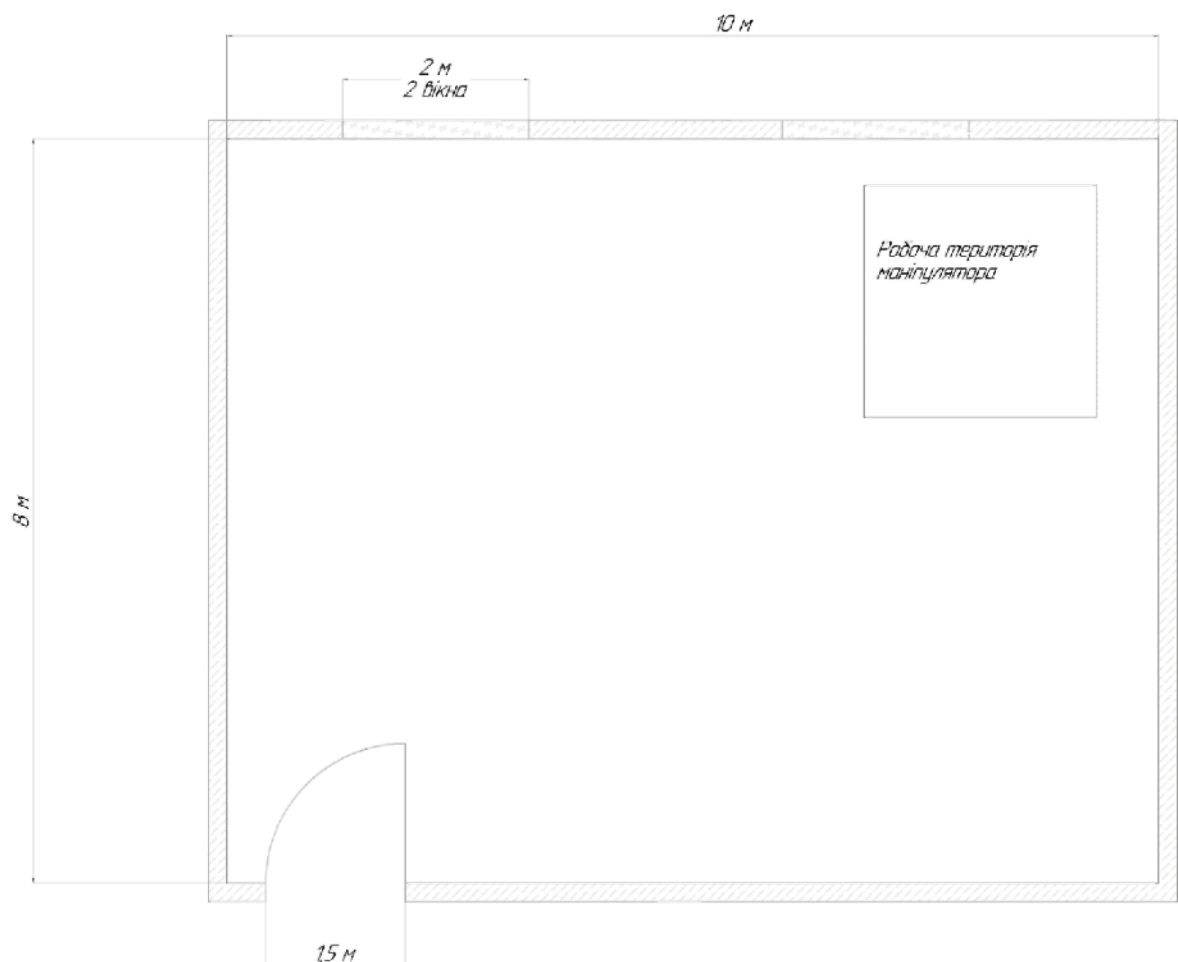 10 м
2 м
2 вікна
Робоча територія
маніпулятора
8 м
1,5 м